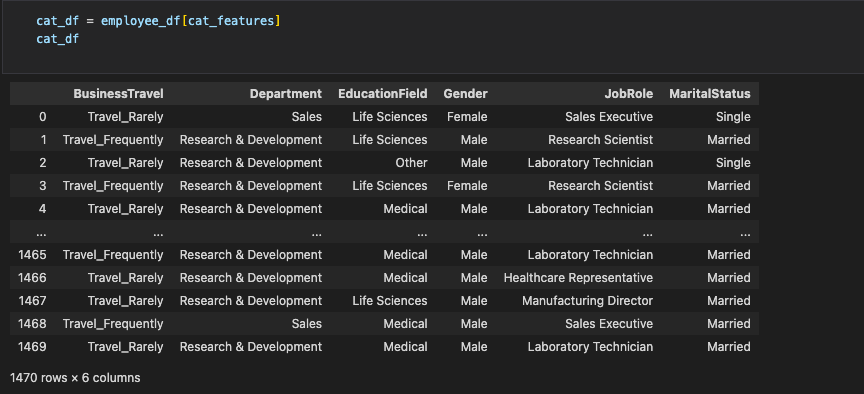 cat_df = employee_df[cat_features]
cat_df
BusinessTravel Department EducationField Gender JobRole MaritalStatus
0 Travel_Rarely Sales Life Sciences Female Sales Executive Single
1 Travel_Frequently Research & Development Life Sciences Male Research Scientist Married
2 Travel_Rarely Research & Development Other Male Laboratory Technician Single
3 Travel_Frequently Research & Development Life Sciences Female Research Scientist Married
4 Travel_Rarely Research & Development Medical Male Laboratory Technician Married
... ... ... ... ... ... ...
1465 Travel_Frequently Research & Development Medical Male Laboratory Technician Married
1466 Travel_Rarely Research & Development Medical Male Healthcare Representative Married
1467 Travel_Rarely Research & Development Life Sciences Male Manufacturing Director Married
1468 Travel_Frequently Sales Medical Male Sales Executive Married
1469 Travel_Rarely Research & Development Medical Male Laboratory Technician Married
1470 rows × 6 columns